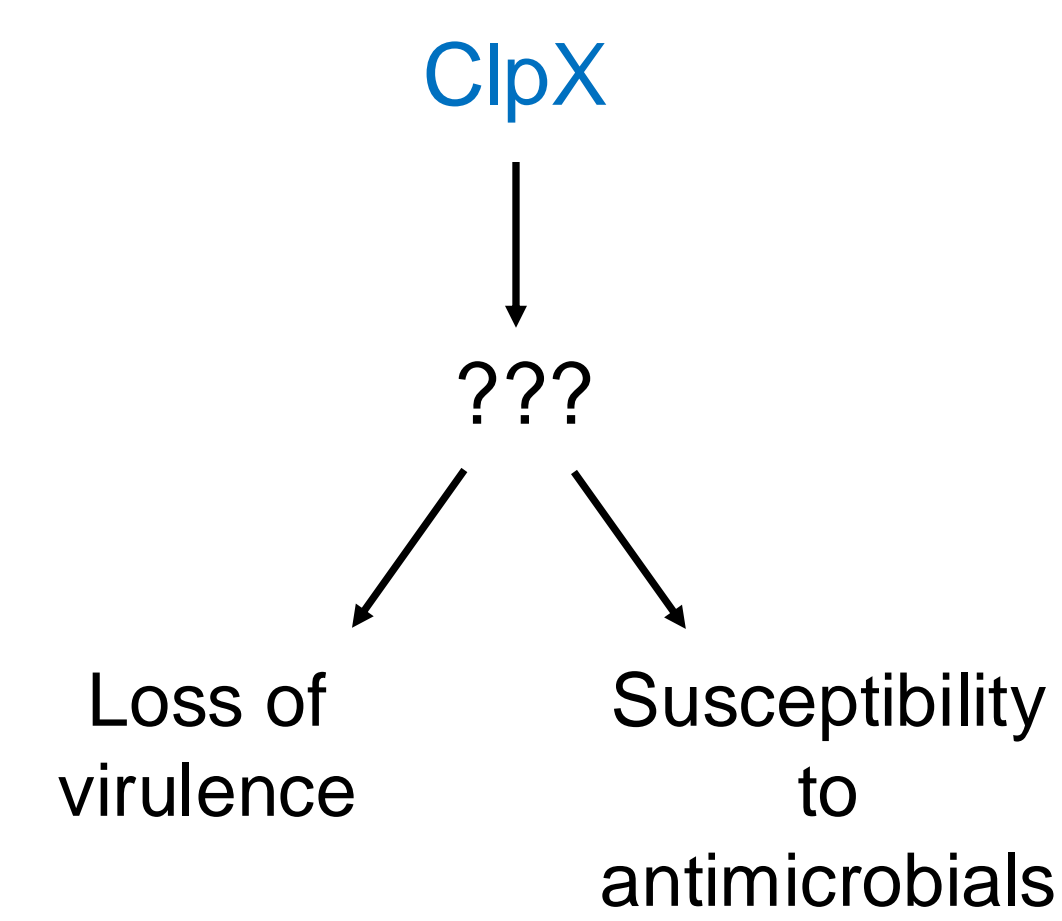 ClpX
???
Loss of
virulence
Susceptibility
to
antimicrobials